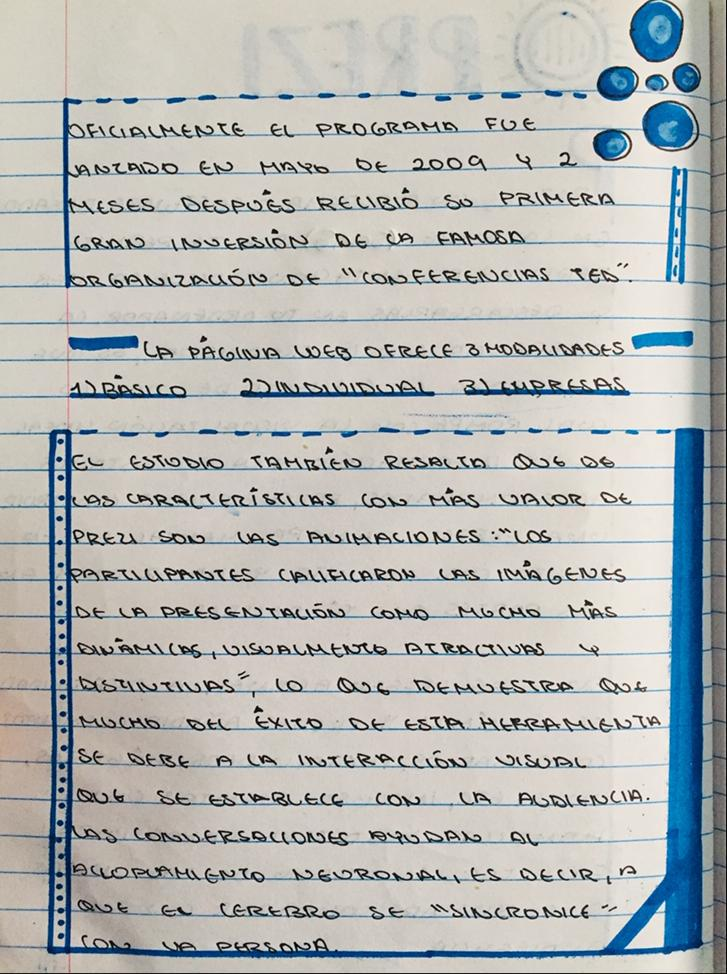 OFICIALMENTE EL PROGRAMA FUE
LANZADO EN MAYO DE 2009 Y 2
MESES DESPUÉS RECIBIÓ SU PRIMERA
GRAN INVERSIÓN DE LA FAMOSA
ORGANIZACIÓN DE "CONFERENCIAS TED".
LA PÁGINA WEB OFRECE 3 MODALIDADES
1) BÁSICO 2) INDIVIDUAL 3) EMPRESAS
EL ESTUDIO TAMBIÉN RESALTA QUE DE
LAS CARACTERÍSTICAS, CON MÁS VALOR DE
PREZI SON LAS ANIMACIONES: "LOS
PARTICIPANTES CALIFICARON LAS IMÁGENES
DE LA PRESENTACIÓN COMO MUCHO MÁS
DINÁMICAS, VISUALMENTO ATRACTIVAS Y
DISTINTIVAS", LO QUE DEMUESTRA QUE
MUCHO DEL ÉXITO DE ESTA HERRAMIENTA
SE DEBE A LA INTERACCIÓN VISUAL
QUE SE ESTABLECE CON LA AUDIENCIA.
LAS CONVERSACIONES AYUDAN AL
ACLOPLAMIENTO NEURONAL, ES DECIR, A
QUE EL CEREBRO SE "SINCRONICE"
CON LA PERSONA.